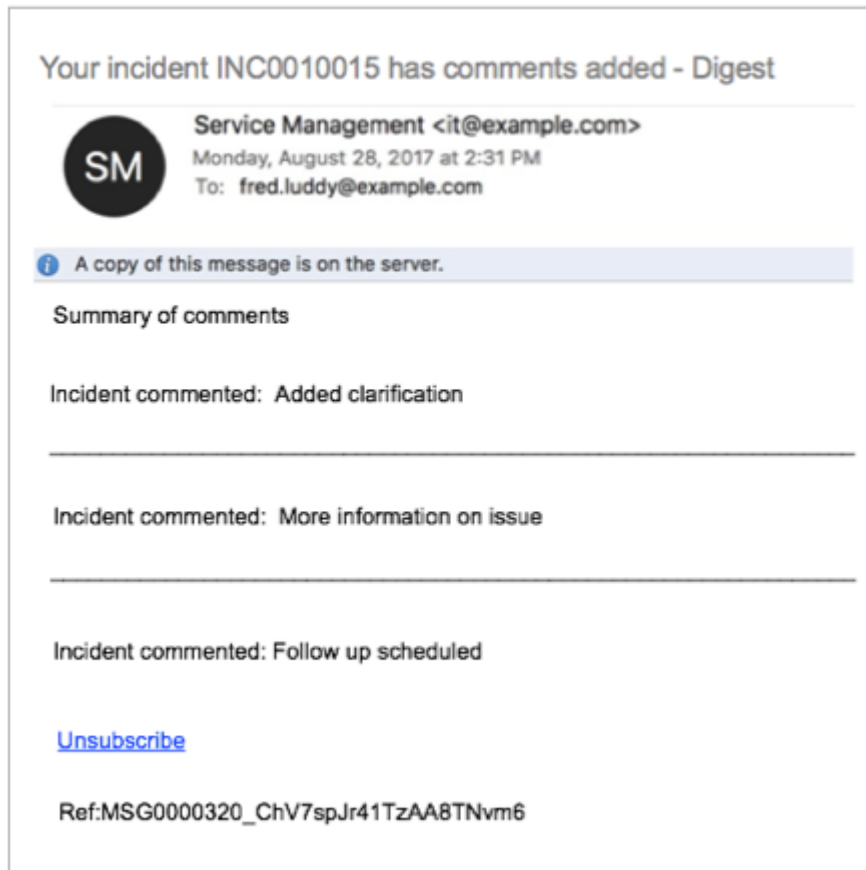 Your incident INC0010015 has comments added - Digest
SM
Service Management <it@example.com>
Monday, August 28, 2017 at 2:31 PM
To: fred.luddy@example.com
A copy of this message is on the server.
Summary of comments
Incident commented: Added clarification
Incident commented: More information on issue
Incident commented: Follow up scheduled
Unsubscribe
Ref:MSG0000320_ChV7spJr41TzAA8TNvm6